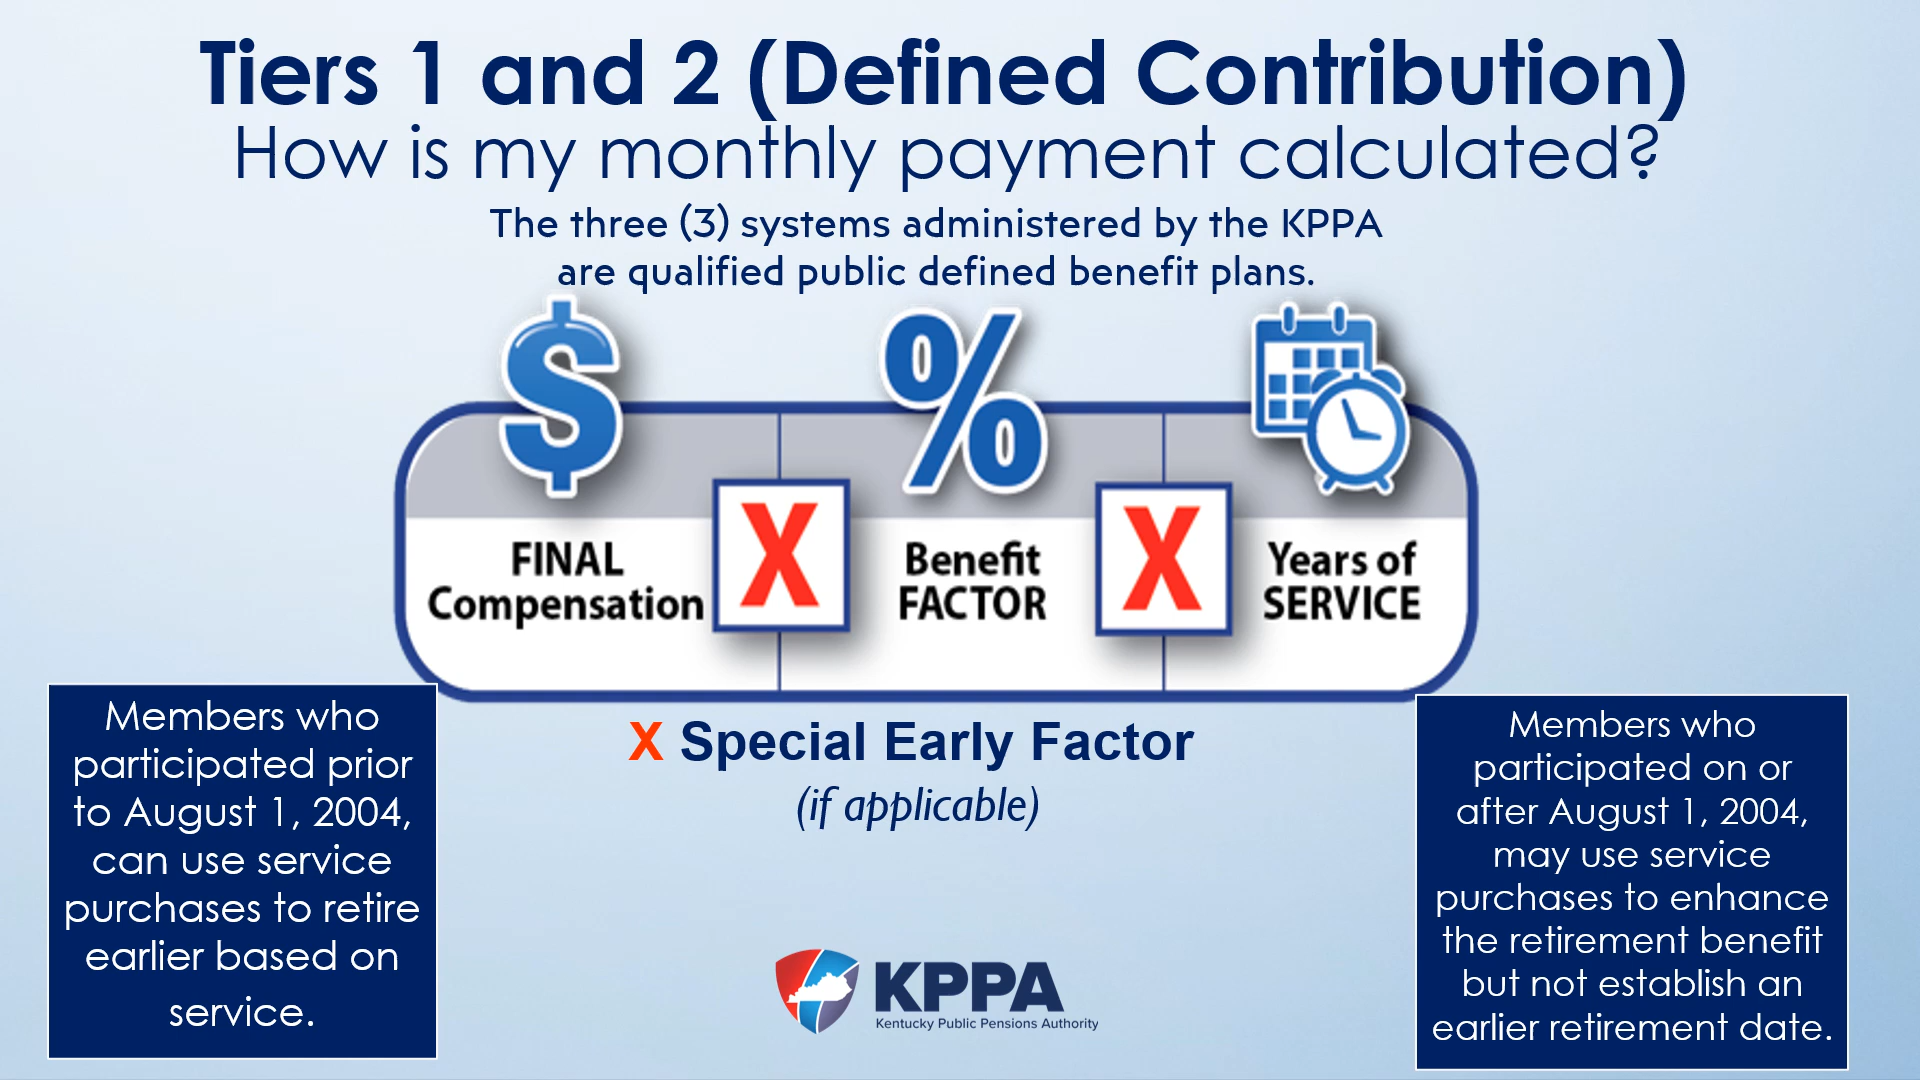 Tiers 1 and 2 (Defined Contribution)
How is my monthly payment calculated?
The three (3) systems administered by the KPPA
are qualified public defined benefit plans.
$
%
FINAL
Compensation
X
Benefit
FACTOR
X
Years of
SERVICE
X Special Early Factor
(if applicable)
Members who
participated prior
to August 1, 2004,
can use service
purchases to retire
earlier based on
service.
Members who
participated on or
after August 1, 2004,
may use service
purchases to enhance
the retirement benefit
but not establish an
earlier retirement date.
KPPA
Kentucky Public Pensions Authority